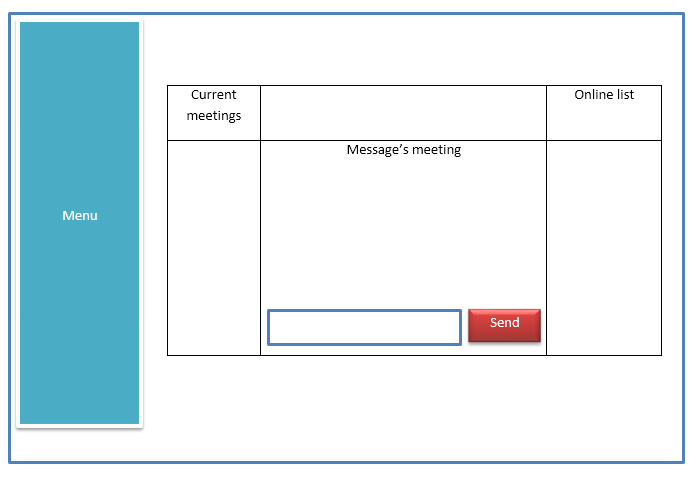 Current
meetings
Online list
Message’s meeting
Menu
Send